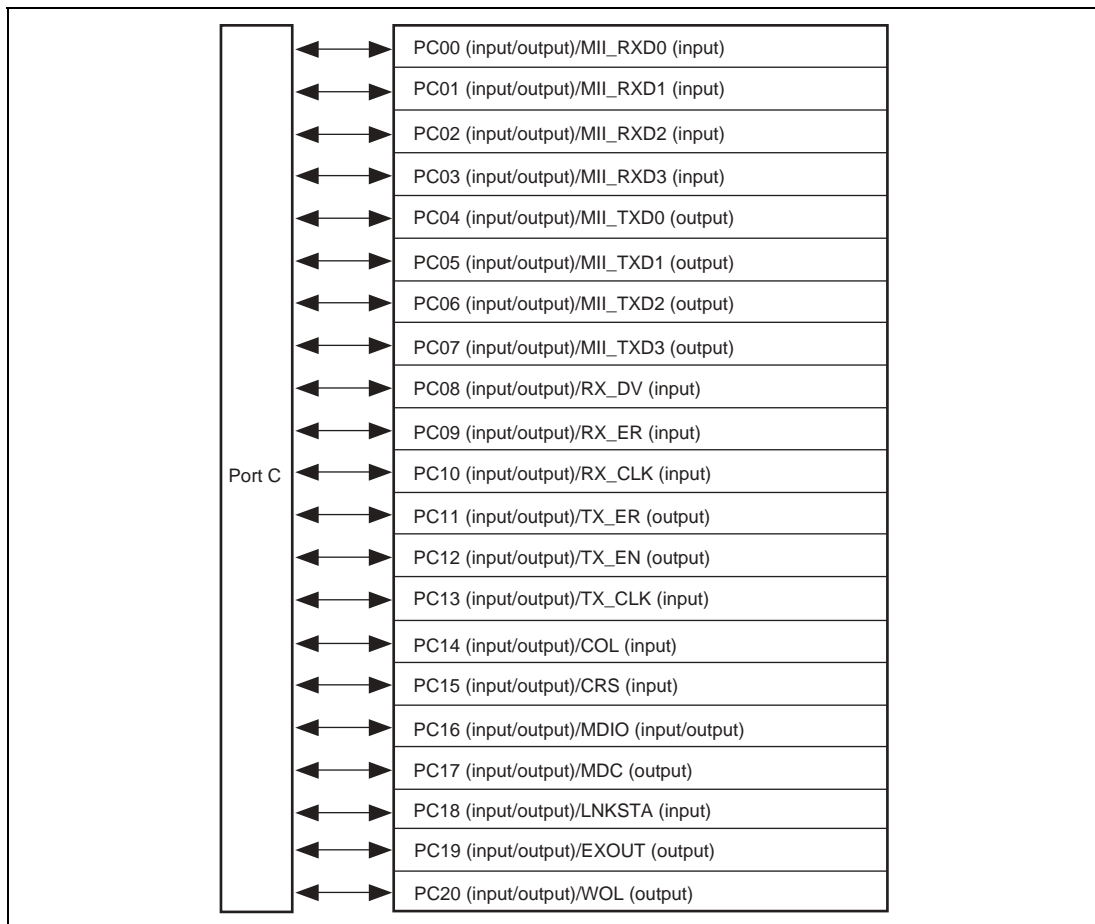 PC00 (input/output)/MII_RXD0 (input)
PC01 (input/output)/MII_RXD1 (input)
PC02 (input/output)/MII_RXD2 (input)
PC03 (input/output)/MII_RXD3 (input)
PC04 (input/output)/MII_TXD0 (output)
PC05 (input/output)/MII_TXD1 (output)
PC06 (input/output)/MII_TXD2 (output)
PC07 (input/output)/MII_TXD3 (output)
PC08 (input/output)/RX_DV (input)
PC09 (input/output)/RX_ER (input)
Port C
PC10 (input/output)/RX_CLK (input)
PC11 (input/output)/TX_ER (output)
PC12 (input/output)/TX_EN (output)
PC13 (input/output)/TX_CLK (input)
PC14 (input/output)/COL (input)
PC15 (input/output)/CRS (input)
PC16 (input/output)/MDIO (input/output)
PC17 (input/output)/MDC (output)
PC18 (input/output)/LNKSTA (input)
PC19 (input/output)/EXOUT (output)
PC20 (input/output)/WOL (output)